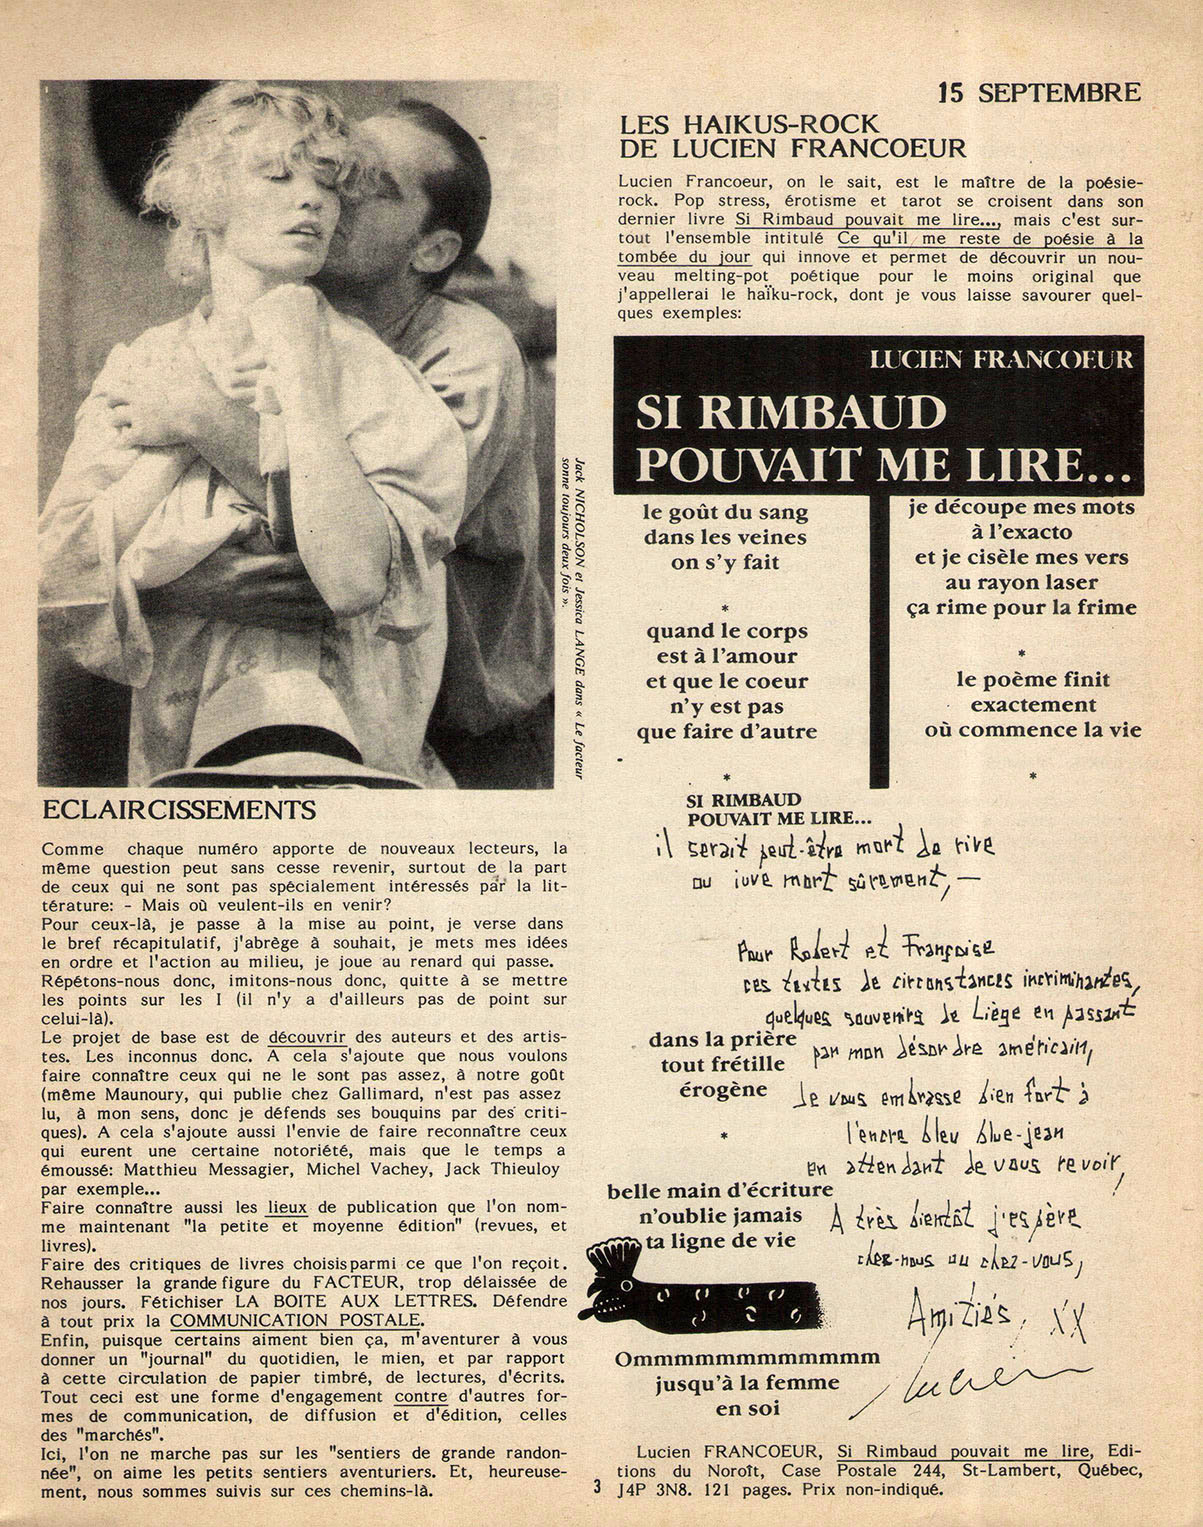 Jack NICHOLSON et Jessica LANGE dans « Le facteur
sonne toujours deux fois ».
ECLAIRCISSEMENTS
Comme chaque numéro apporte de nouveaux lecteurs, la
même question peut sans cesse revenir, surtout de la part
de ceux qui ne sont pas spécialement intéressés par la lit-
térature: - Mais où veulent-ils en venir?
Pour ceux-là, je passe à la mise au point, je verse dans
le bref récapitulatif, j'abrège à souhait, je mets mes idées
en ordre et l'action au milieu, je joue au renard qui passe.
Répétons-nous donc, imitons-nous donc, quitte à se mettre
les points sur les I (il n'y a d'ailleurs pas de point sur
celui-là).
Le projet de base est de découvrir des auteurs et des artis-
tes. Les inconnus donc. A cela s'ajoute que nous voulons
faire connaître ceux qui ne le sont pas assez, à notre goût
(même Maunoury, qui publie chez Gallimard, n'est pas assez
lu, à mon sens, donc je défends ses bouquins par des criti-
ques). A cela s'ajoute aussi l'envie de faire reconnaître ceux
qui eurent une certaine notoriété, mais que le temps a
émoussé: Matthieu Messagier, Michel Vachey, Jack Thieuloy
par exemple...
Faire connaître aussi les lieux de publication que l'on nom-
me maintenant "la petite et moyenne édition" (revues, et
livres).
Faire des critiques de livres choisis parmi ce que l'on reçoit.
Rehausser la grande figure du FACTEUR, trop délaissée de
nos jours. Fétichiser LA BOITE AUX LETTRES. Défendre
à tout prix la COMMUNICATION POSTALE.
Enfin, puisque certains aiment bien ça, m'aventurer à vous
donner un "journal" du quotidien, le mien, et par rapport
à cette circulation de papier timbré, de lectures, d'écrits.
Tout ceci est une forme d'engagement contre d'autres for-
mes de communication, de diffusion et d'édition, celles
des "marchés".
Ici, l'on ne marche pas sur les "sentiers de grande randon-
née", on aime les petits sentiers aventuriers. Et, heureuse-
ment, nous sommes suivis sur ces chemins-là.
15 SEPTEMBRE
LES HAIKUS-ROCK
DE LUCIEN FRANCOEUR
Lucien Francoeur, on le sait, est le maître de la poésie-
rock. Pop stress, érotisme et tarot se croisent dans son
dernier livre Si Rimbaud pouvait me lire..., mais c'est sur-
tout l'ensemble intitulé Ce qu'il me reste de poésie à la
tombée du jour qui innove et permet de découvrir un nou-
veau melting-pot poétique pour le moins original que
j'appellerai le haïku-rock, dont je vous laisse savourer quel-
ques exemples:
LUCIEN FRANCOEUR
SI RIMBAUD
POUVAIT ME LIRE...
le goût du sang
dans les veines
on s'y fait
*
quand le corps
est à l'amour
et que le coeur
n'y est pas
que faire d'autre
*
je découpe mes mots
à l'exacto
et je cisèle mes vers
au rayon laser
ça rime pour la frime
*
le poème finit
exactement
où commence la vie
*
SI RIMBAUD
POUVAIT ME LIRE...
il serait peut-être mort de rire
ou ivre mort sûrement, —
Pour Robert et Françoise
ces textes de circonstances incriminantes,
quelques souvenirs de Liège en passant
par mon désordre américain,
Je vous embrasse bien fort à
l'encre bleu blue-jean
en attendant de vous revoir,
A très bientôt j'espère
chez-nous ou chez-vous,
Amitiés, XX
Lucien
dans la prière
tout frétille
érogène
*
belle main d'écriture
n'oublie jamais
ta ligne de vie
Ommmmmmmmmmmm
jusqu'à la femme
en soi
Lucien FRANCOEUR, Si Rimbaud pouvait me lire, Edi-
tions du Noroît, Case Postale 244, St-Lambert, Québec,
J4P 3N8. 121 pages. Prix non-indiqué.
3